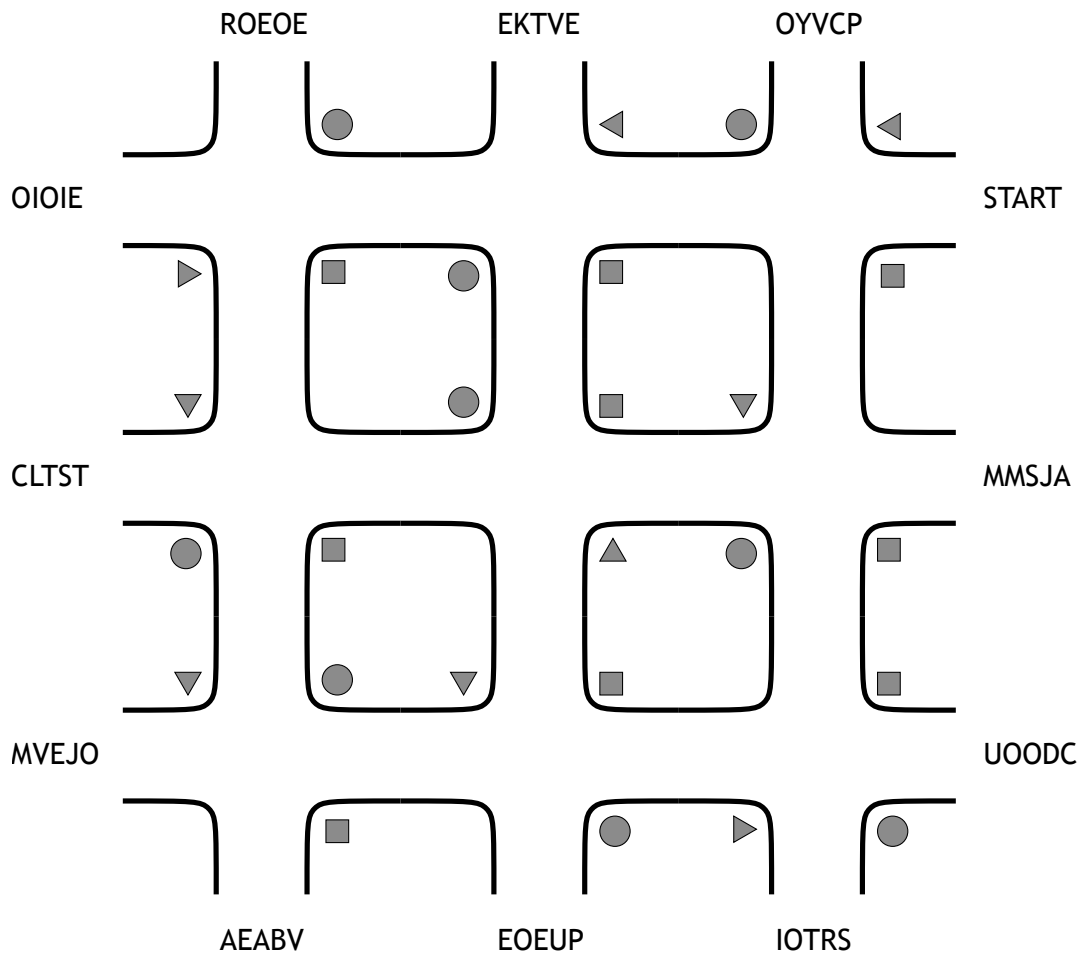 ROEOE EKTVE OYVCP
OIOIE START
CLTST MMSJA
MVEJO UOODC
AEABV EOEUP IOTRS